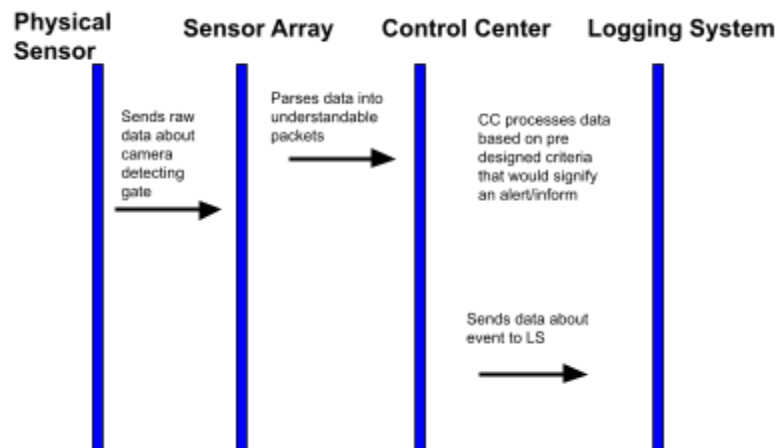 Physical
Sensor
Sensor Array
Control Center
Logging System
Sends raw
data about
camera
detecting
gate
Parses data into
understandable
packets
CC processes data
based on pre
designed criteria
that would signify
an alert/inform
Sends data about
event to LS